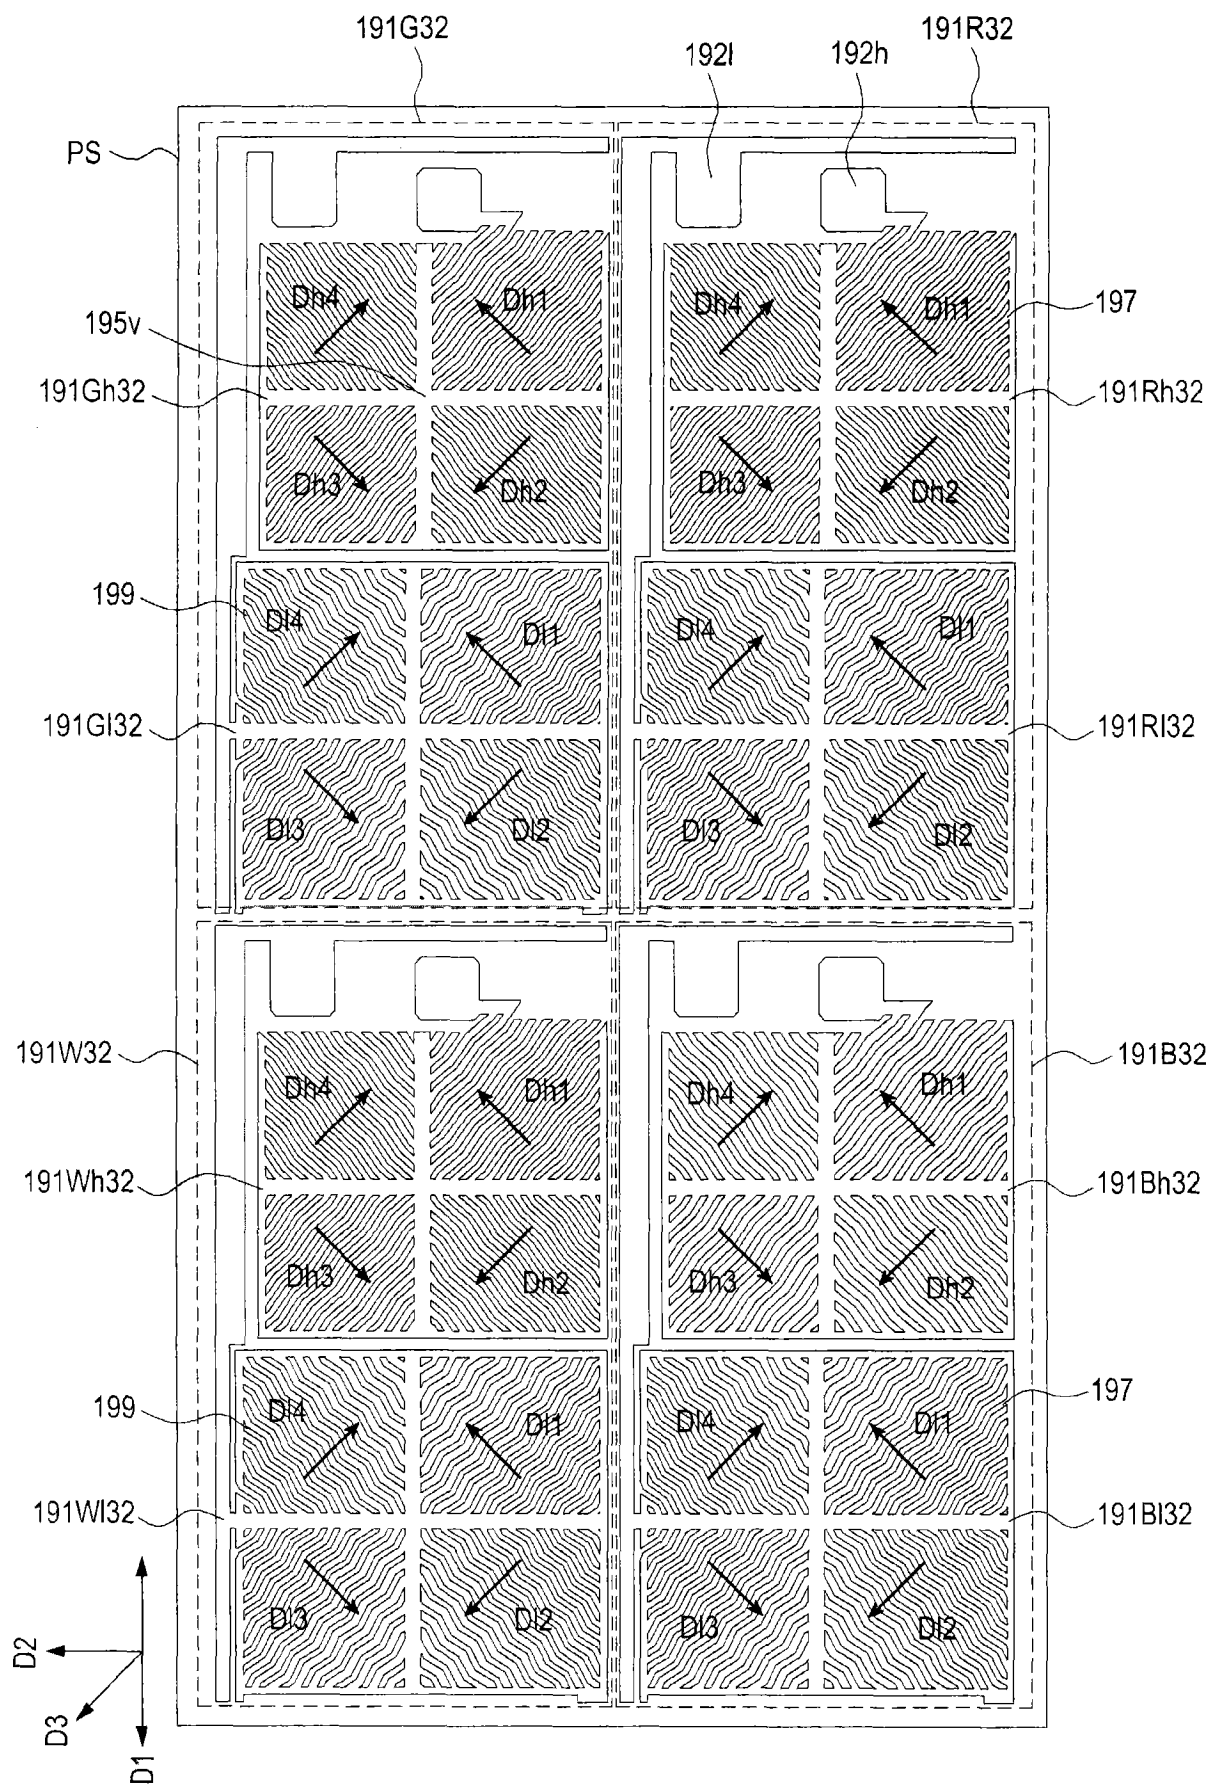 191G32
191R32
192l
192h
PS
Dh4
Dh1
Dh4
Dh1
197
195v
191Gh32
191Rh32
Dh3
Dh2
Dh3
Dh2
199
Dl4
Dl1
Dl4
Dl1
191Gl32
191Rl32
Dl3
Dl2
Dl3
Dl2
191W32
191B32
Dh4
Dh1
Dh4
Dh1
191Wh32
191Bh32
Dh3
Dh2
Dh3
Dh2
199
Dl4
Dl1
Dl4
Dl1
197
191Wl32
191Bl32
Dl3
Dl2
Dl3
Dl2
D2
D3
D1